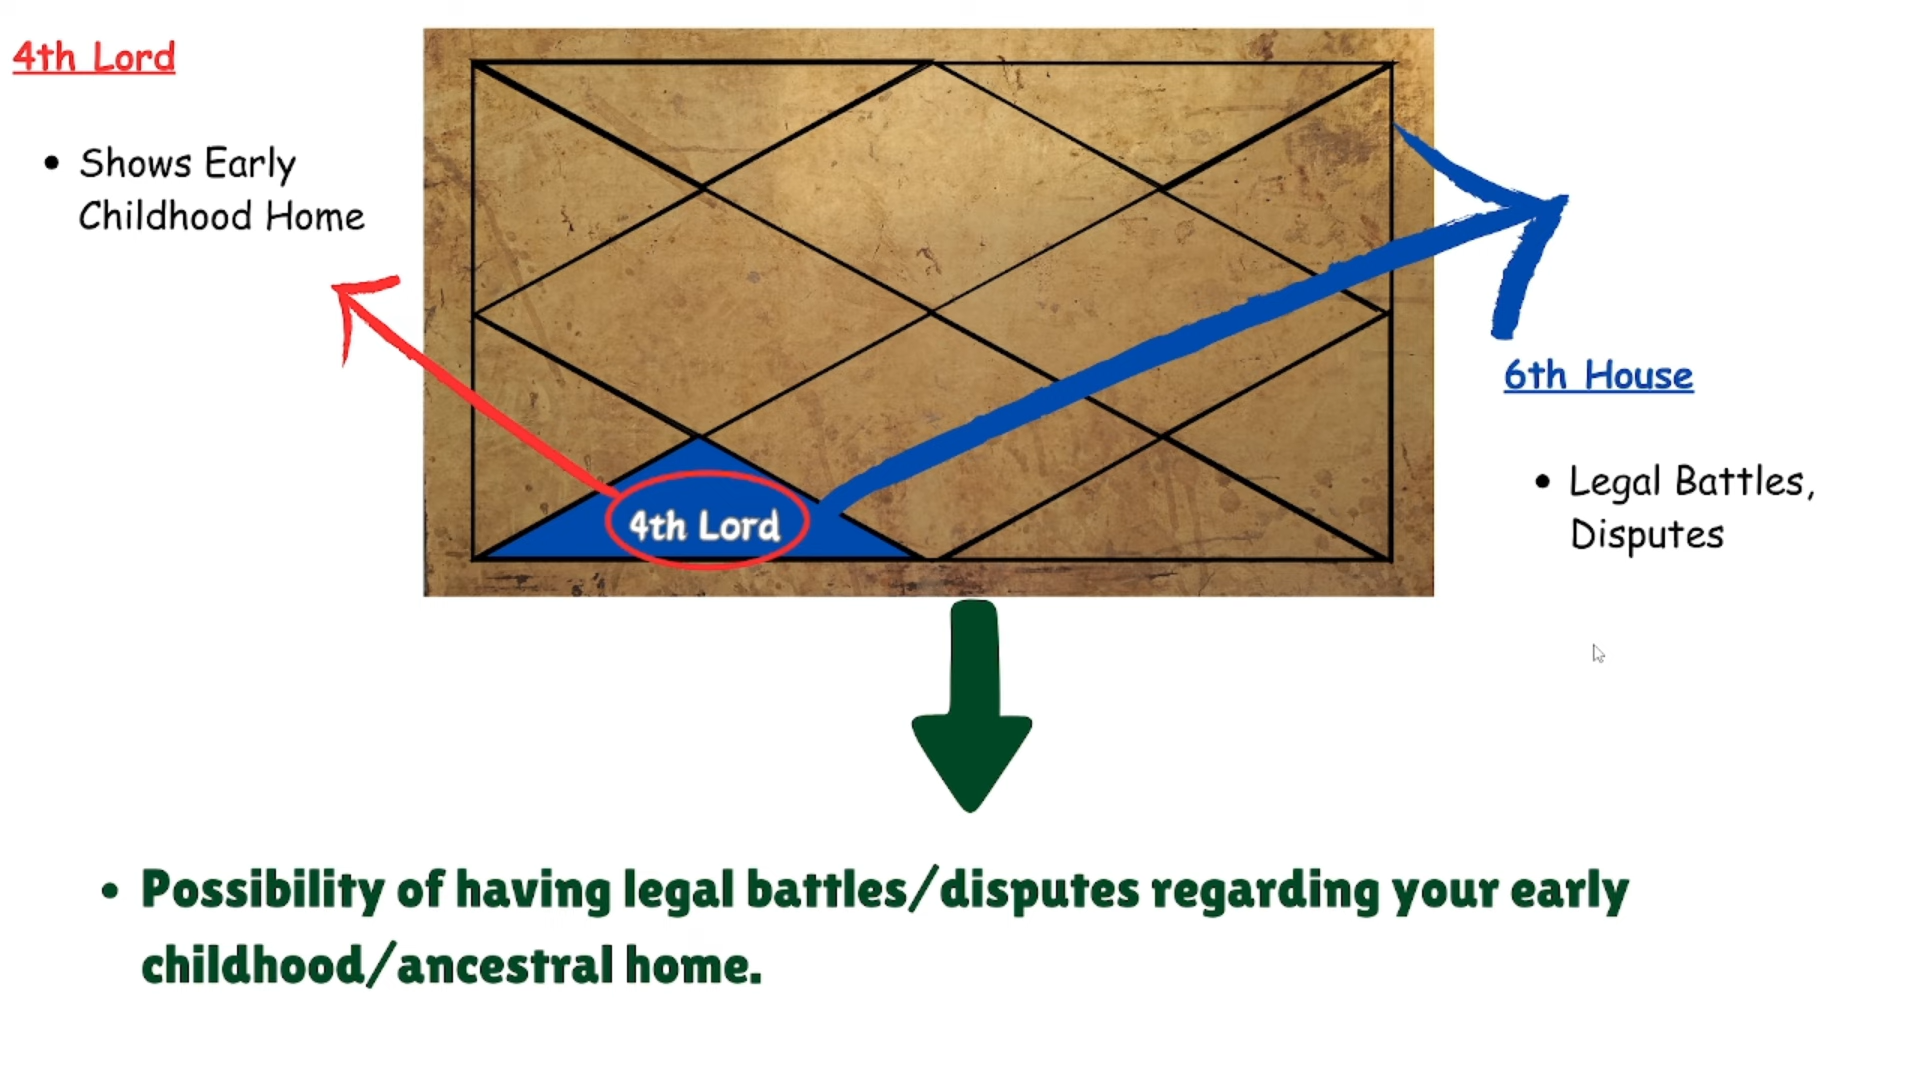 4th Lord
• Shows Early
Childhood Home
4th Lord
6th House
• Legal Battles,
Disputes
• Possibility of having legal battles/disputes regarding your early
childhood/ancestral home.